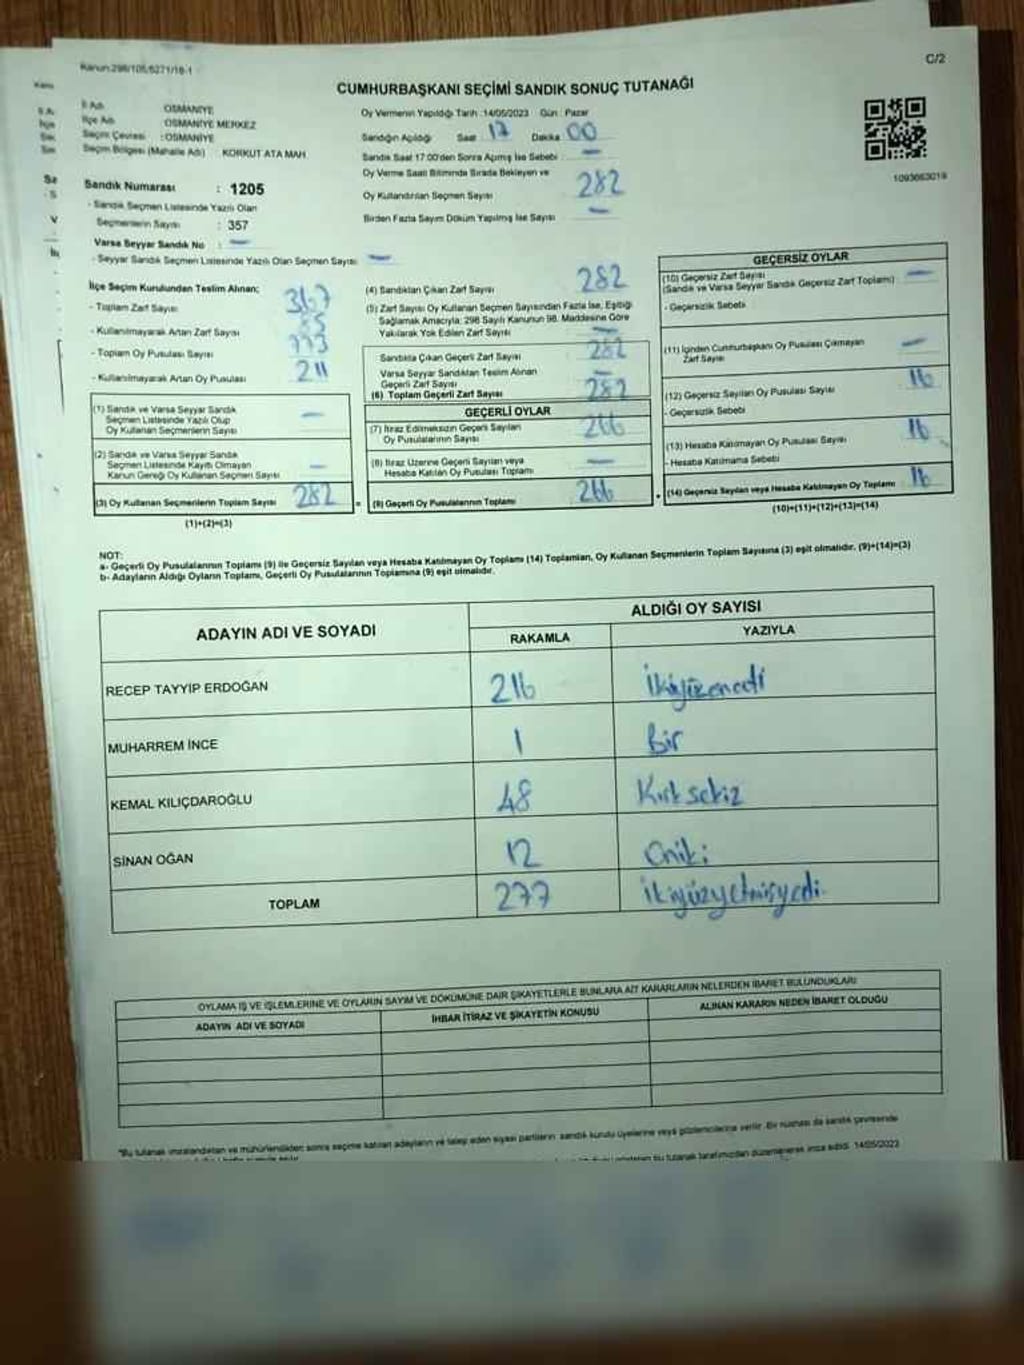 Kanun:298/105/6271/18-1
C/2
CUMHURBAŞKANI SEÇİMİ SANDIK SONUÇ TUTANAĞI
İl Adı OSMANİYE
İlçe Adı OSMANİYE MERKEZ
Seçim Çevresi : OSMANİYE
Seçim Bölgesi (Mahalle Adı) : KORKUT ATA MAH
Oy Vermenin Yapıldığı Tarih :14/05/2023 Gün : Pazar
Sandığın Açıldığı Saat 17 Dakika 00
Sandık Saat 17.00'den Sonra Açılmış İse Sebebi : —
Oy Verme Saati Bitiminde Sırada Bekleyen ve
Oy Kullandırılan Seçmen Sayısı 282
Birden Fazla Sayım Döküm Yapılmış İse Sayısı —
1093663019
Sandık Numarası : 1205
- Sandık Seçmen Listesinde Yazılı Olan
Seçmenlerin Sayısı : 357
Varsa Seyyar Sandık No : —
- Seyyar Sandık Seçmen Listesinde Yazılı Olan Seçmen Sayısı —
İlçe Seçim Kurulundan Teslim Alınan;
- Toplam Zarf Sayısı 367
- Kullanılmayarak Artan Zarf Sayısı 85
- Toplam Oy Pusulası Sayısı
- Kullanılmayarak Artan Oy Pusulası 211
(1) Sandık ve Varsa Seyyar Sandık
Seçmen Listesinde Yazılı Olup
Oy Kullanan Seçmenlerin Sayısı —
(2) Sandık ve Varsa Seyyar Sandık
Seçmen Listesinde Kayıtlı Olmayan
Kanun Gereği Oy Kullanan Seçmen Sayısı —
(3) Oy Kullanan Seçmenlerin Toplam Sayısı 282 =
(1)+(2)=(3)
(4) Sandıktan Çıkan Zarf Sayısı 282
(5) Zarf Sayısı Oy Kullanan Seçmen Sayısından Fazla İse, Eşitliği
Sağlamak Amacıyla; 298 Sayılı Kanunun 98. Maddesine Göre
Yakılarak Yok Edilen Zarf Sayısı —
Sandıkta Çıkan Geçerli Zarf Sayısı 282
Varsa Seyyar Sandıktan Teslim Alınan
Geçerli Zarf Sayısı —
(6) Toplam Geçerli Zarf Sayısı 282
GEÇERLİ OYLAR
(7) İtiraz Edilmeksizin Geçerli Sayılan
Oy Pusulalarının Sayısı 266
(8) İtiraz Üzerine Geçerli Sayılan veya
Hesaba Katılan Oy Pusulası Toplamı —
(9) Geçerli Oy Pusulalarının Toplamı 266 +
GEÇERSİZ OYLAR
(10) Geçersiz Zarf Sayısı
(Sandık ve Varsa Seyyar Sandık Geçersiz Zarf Toplamı) —
- Geçersizlik Sebebi
(11) İçinden Cumhurbaşkanı Oy Pusulası Çıkmayan
Zarf Sayısı —
(12) Geçersiz Sayılan Oy Pusulası Sayısı 16
- Geçersizlik Sebebi
(13) Hesaba Katılmayan Oy Pusulası Sayısı 16
- Hesaba Katılmama Sebebi
(14) Geçersiz Sayılan veya Hesaba Katılmayan Oy Toplamı 16
(10)+(11)+(12)+(13)=(14)
NOT:
a- Geçerli Oy Pusulalarının Toplamı (9) ile Geçersiz Sayılan veya Hesaba Katılmayan Oy Toplamı (14) Toplamları, Oy Kullanan Seçmenlerin Toplam Sayısına (3) eşit olmalıdır. (9)+(14)=(3)
b- Adayların Aldığı Oyların Toplamı, Geçerli Oy Pusulalarının Toplamına (9) eşit olmalıdır.
ADAYIN ADI VE SOYADI
ALDIĞI OY SAYISI
RAKAMLA YAZIYLA
RECEP TAYYİP ERDOĞAN 216
MUHARREM İNCE 1 Bir
KEMAL KILIÇDAROĞLU 48 Kırk sekiz
SİNAN OĞAN 12 Oniki
TOPLAM 277 ikiyüzyetmişyedi
OYLAMA İŞ VE İŞLEMLERİNE VE OYLARIN SAYIM VE DÖKÜMÜNE DAİR ŞİKAYETLERLE BUNLARA AİT KARARLARIN NELERDEN İBARET BULUNDUKLARI
ADAYIN ADI VE SOYADI
İHBAR İTİRAZ VE ŞİKAYETİN KONUSU
ALINAN KARARIN NEDEN İBARET OLDUĞU
"Bu tutanak imzalandıktan ve mühürlendikten sonra seçime katılan adayların ve talep eden siyasi partilerin sandık kurulu üyelerine veya gözlemcilerine verilir. Bir nüshası da sandık çevresinde
bu tutanak tarafımızdan düzenlenerek imza edildi. 14/05/2023